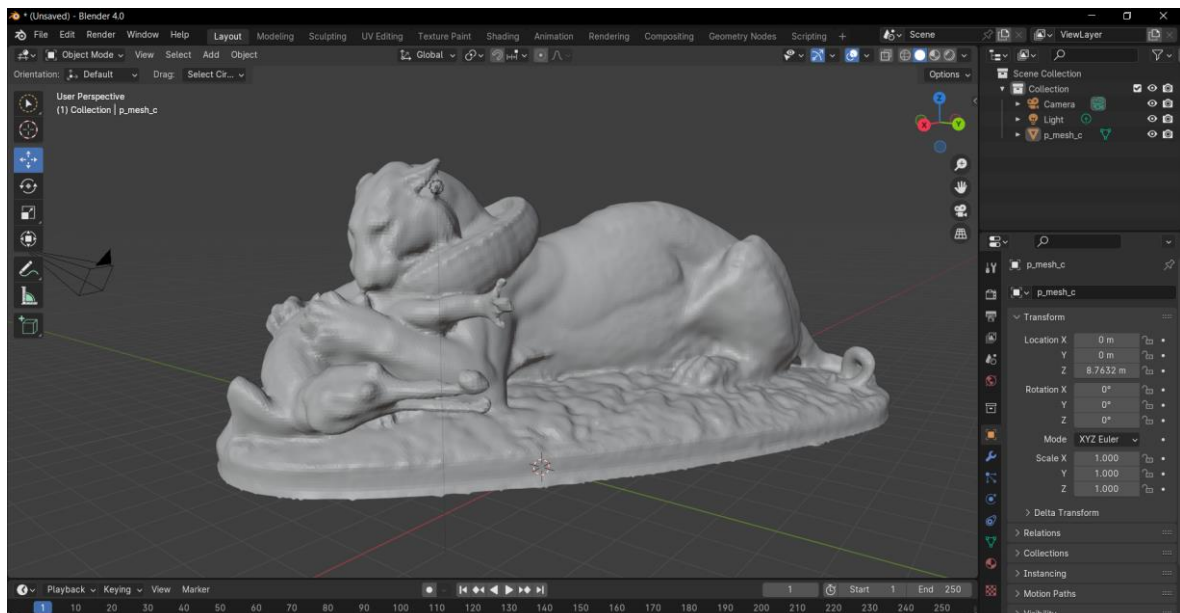 * (Unsaved) - Blender 4.0
File Edit Render Window Help Layout Modeling Sculpting UV Editing Texture Paint Shading Animation Rendering Compositing Geometry Nodes Scripting + Scene ViewLayer
Object Mode View Select Add Object Global
Orientation: Default Drag: Select Cir... Options
User Perspective
(1) Collection | p_mesh_c
Z
X
Y
Scene Collection
Collection
Camera
Light
p_mesh_c
p_mesh_c
p_mesh_c
Transform
Location X 0 m
Y 0 m
Z 8.7632 m
Rotation X 0°
Y 0°
Z 0°
Mode XYZ Euler
Scale X 1.000
Y 1.000
Z 1.000
Delta Transform
Relations
Collections
Instancing
Motion Paths
Playback Keying View Marker 1 Start 1 End 250
1 10 20 30 40 50 60 70 80 90 100 110 120 130 140 150 160 170 180 190 200 210 220 230 240 250